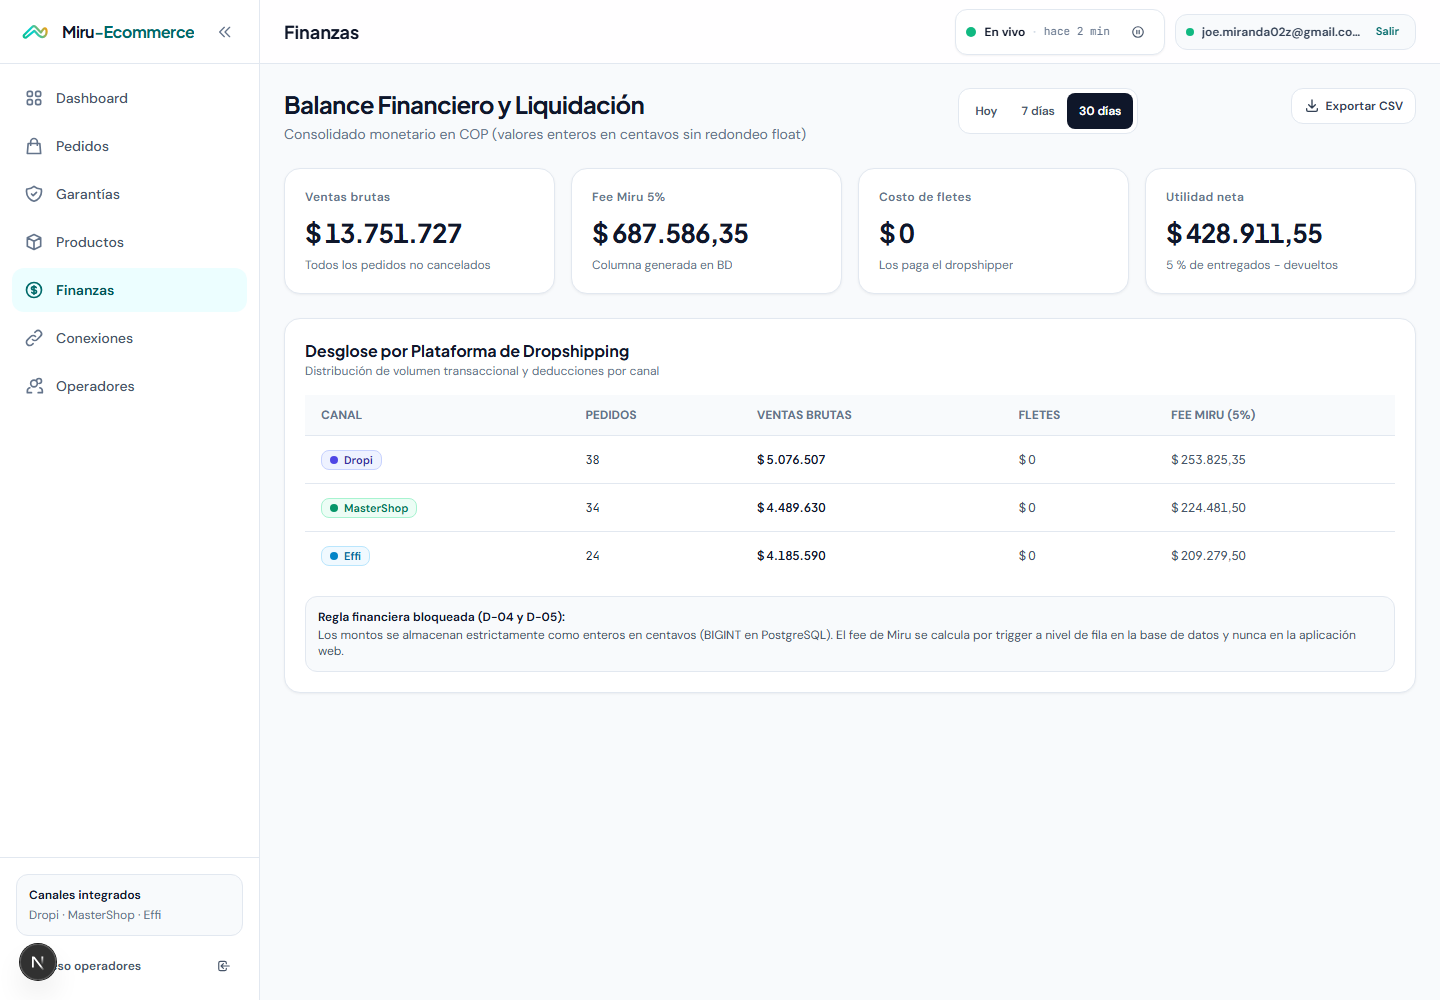 Miru-Ecommerce
Dashboard
Pedidos
Garantías
Productos
Finanzas
Conexiones
Operadores
Canales integrados
Dropi · MasterShop · Effi
N
so operadores
Finanzas
En vivo · hace 2 min
joe.miranda02z@gmail.co...
Salir
Balance Financiero y Liquidación
Consolidado monetario en COP (valores enteros en centavos sin redondeo float)
Hoy
7 días
30 días
Exportar CSV
Ventas brutas
$ 13.751.727
Todos los pedidos no cancelados
Fee Miru 5%
$ 687.586,35
Columna generada en BD
Costo de fletes
$ 0
Los paga el dropshipper
Utilidad neta
$ 428.911,55
5 % de entregados − devueltos
Desglose por Plataforma de Dropshipping
Distribución de volumen transaccional y deducciones por canal
CANAL PEDIDOS VENTAS BRUTAS FLETES FEE MIRU (5%)
Dropi 38 $ 5.076.507 $ 0 $ 253.825,35
MasterShop 34 $ 4.489.630 $ 0 $ 224.481,50
Effi 24 $ 4.185.590 $ 0 $ 209.279,50
Regla financiera bloqueada (D-04 y D-05):
Los montos se almacenan estrictamente como enteros en centavos (BIGINT en PostgreSQL). El fee de Miru se calcula por trigger a nivel de fila en la base de datos y nunca en la aplicación
web.